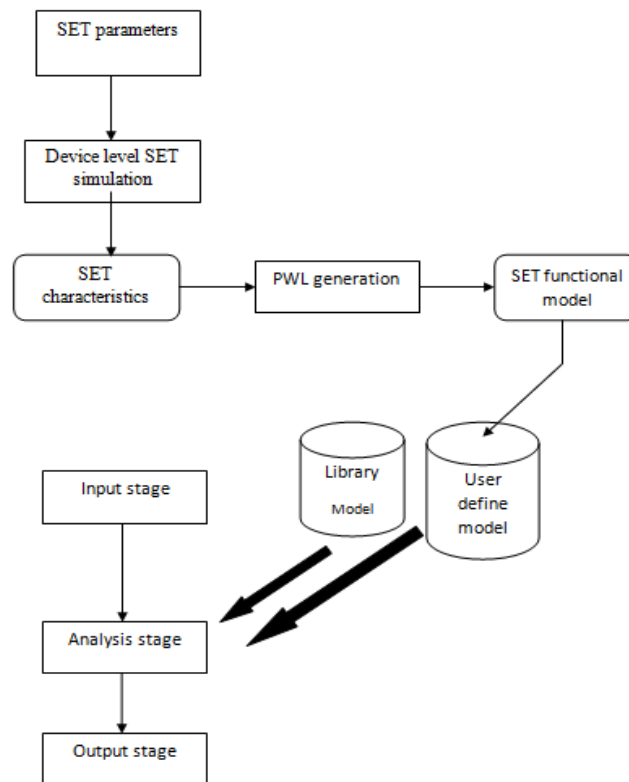 SET parameters
Device level SET
simulation
SET
characteristics
PWL generation
SET functional
model
Library
Model
User
define
model
Input stage
Analysis stage
Output stage